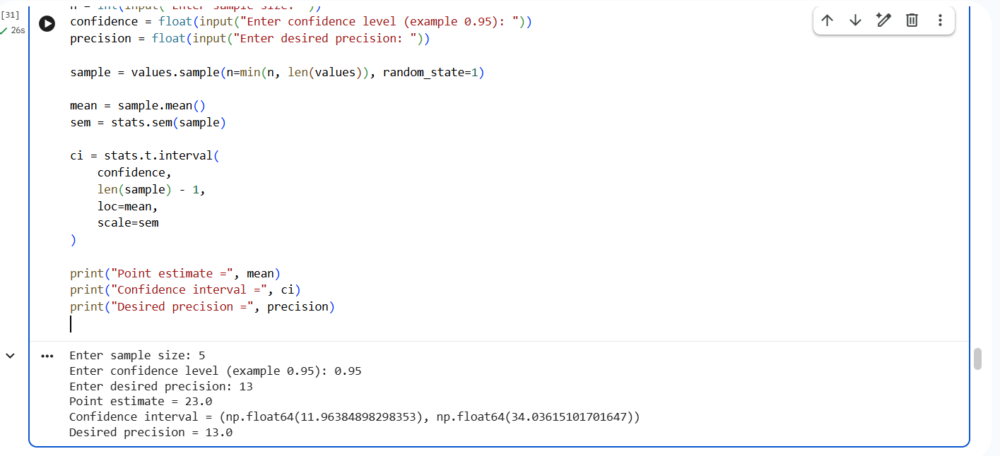 [31]
26s
n = int(input("Enter sample size: "))
confidence = float(input("Enter confidence level (example 0.95): "))
precision = float(input("Enter desired precision: "))
sample = values.sample(n=min(n, len(values)), random_state=1)
mean = sample.mean()
sem = stats.sem(sample)
ci = stats.t.interval(
    confidence,
    len(sample) - 1,
    loc=mean,
    scale=sem
)
print("Point estimate =", mean)
print("Confidence interval =", ci)
print("Desired precision =", precision)
Enter sample size: 5
Enter confidence level (example 0.95): 0.95
Enter desired precision: 13
Point estimate = 23.0
Confidence interval = (np.float64(11.96384898298353), np.float64(34.03615101701647))
Desired precision = 13.0